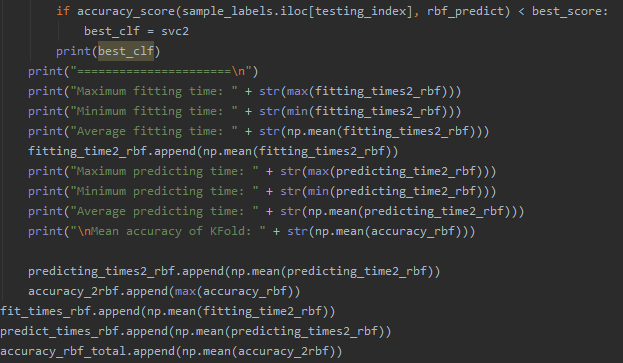 if accuracy_score(sample_labels.iloc[testing_index], rbf_predict) < best_score:
best_clf = svc2
print(best_clf)
print("======================\n")
print("Maximum fitting time: " + str(max(fitting_times2_rbf)))
print("Minimum fitting time: " + str(min(fitting_times2_rbf)))
print("Average fitting time: " + str(np.mean(fitting_times2_rbf)))
fitting_time2_rbf.append(np.mean(fitting_times2_rbf))
print("Maximum predicting time: " + str(max(predicting_time2_rbf)))
print("Minimum predicting time: " + str(min(predicting_time2_rbf)))
print("Average predicting time: " + str(np.mean(predicting_time2_rbf)))
print("\nMean accuracy of KFold: " + str(np.mean(accuracy_rbf)))
predicting_times2_rbf.append(np.mean(predicting_time2_rbf))
accuracy_2rbf.append(max(accuracy_rbf))
fit_times_rbf.append(np.mean(fitting_time2_rbf))
predict_times_rbf.append(np.mean(predicting_times2_rbf))
accuracy_rbf_total.append(np.mean(accuracy_2rbf))